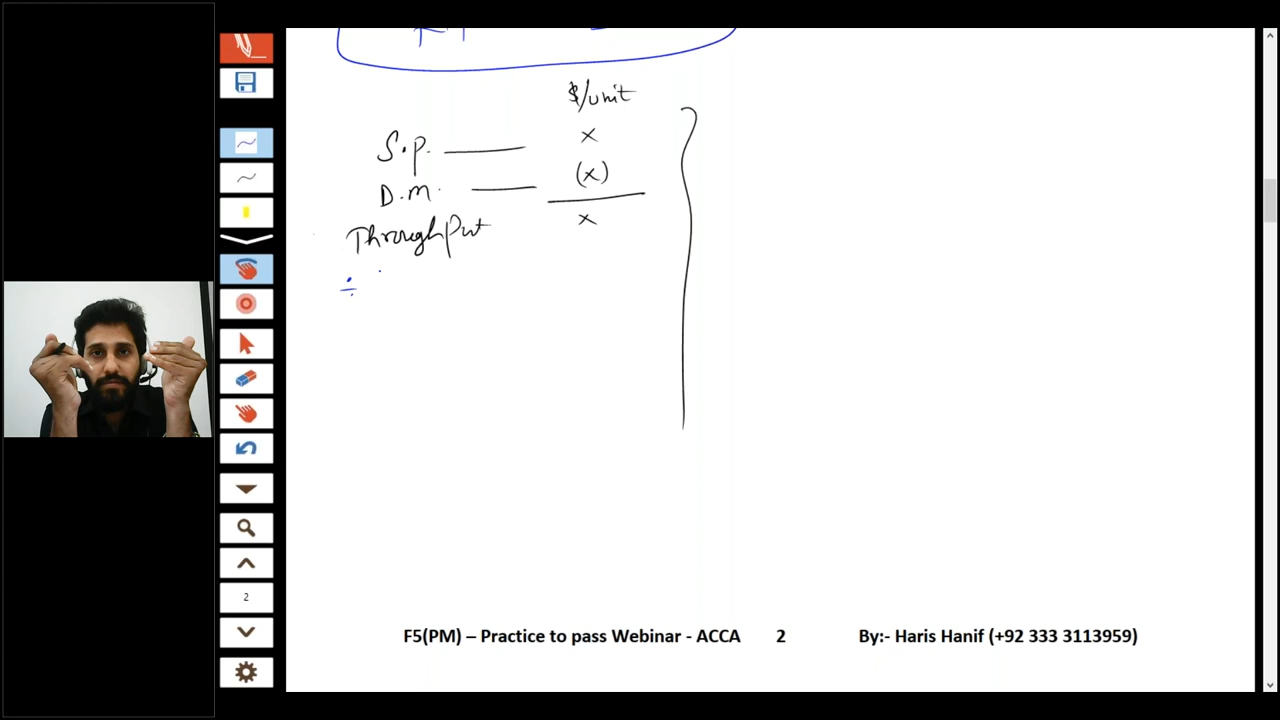 $/unit
S.P. x
D.M. (x)
Throughput x
÷
2
F5(PM) – Practice to pass Webinar - ACCA 2 By:- Haris Hanif (+92 333 3113959)